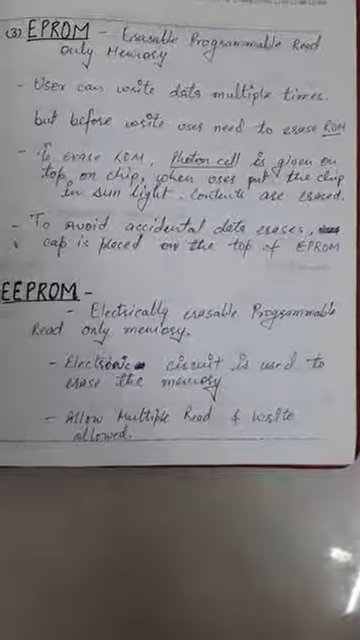 (3) EPROM - Erasable Programmable Read
only Memory
- User can write data multiple times.
but before write user need to erase ROM
- To erase ROM, Photon cell is given on
top on chip, when user put the chip
in sun light. contents are erased.
- To avoid accidental data erases,
cap is placed on the top of EPROM
EEPROM -
- Electrically erasable Programmable
Read only memory.
- Electronic circuit is used to
erase the memory
- Allow Multiple Read & write
allowed.